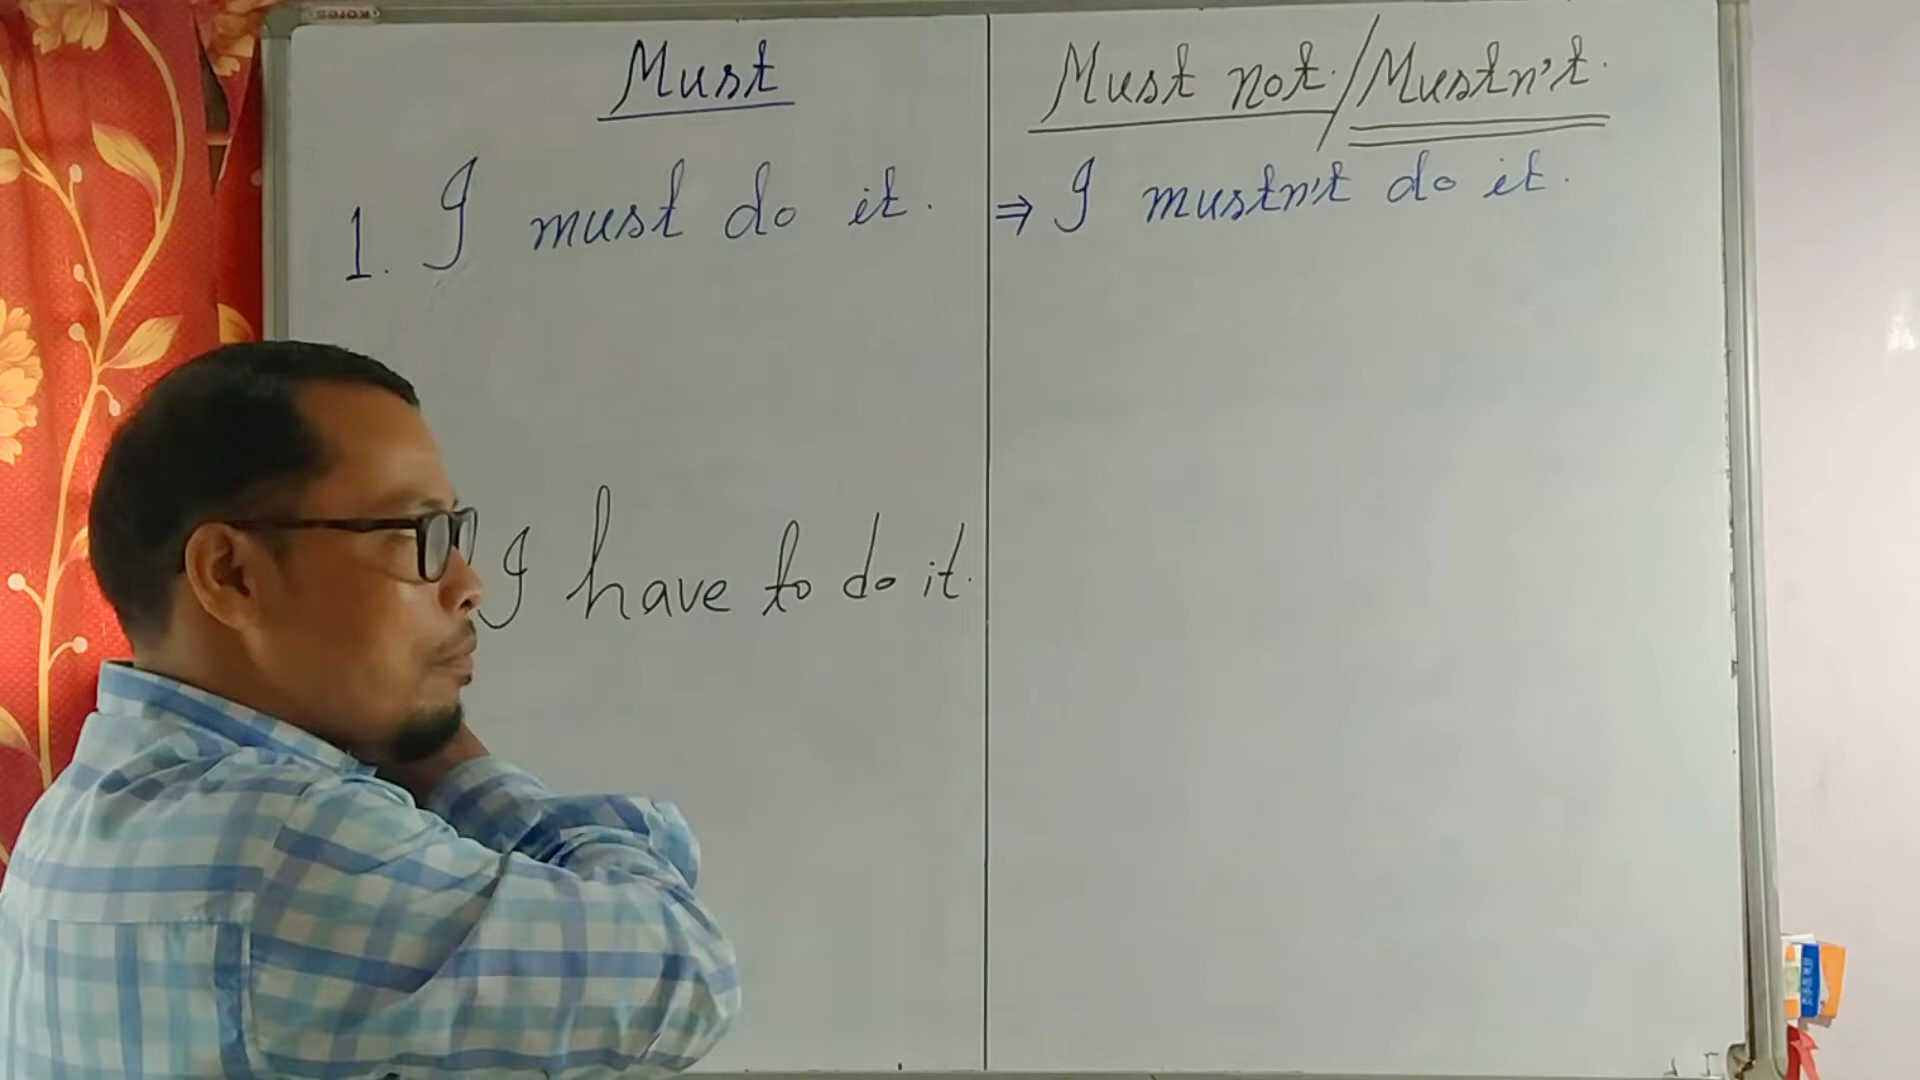 Must
Must not./Mustn't.
1. I must do it.
⇒ I mustn't do it.
I have to do it.